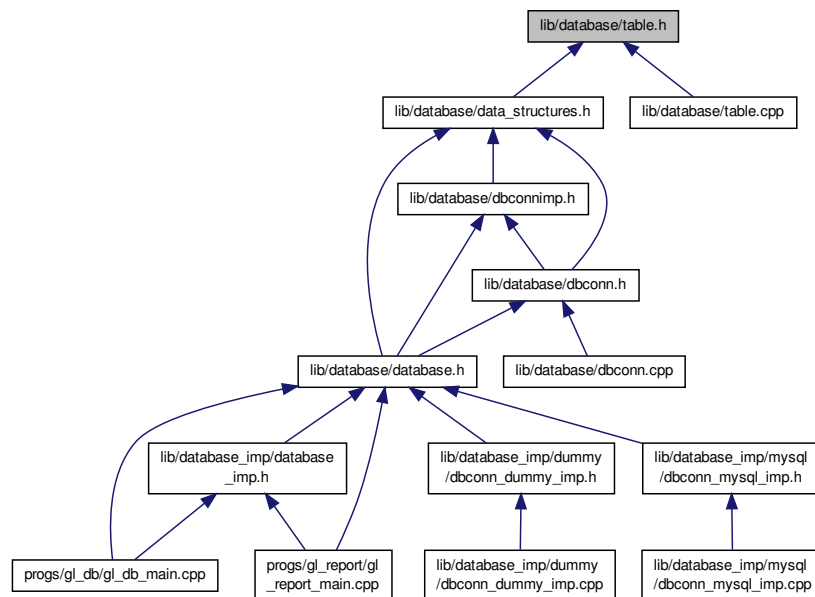 lib/database/table.h
lib/database/data_structures.h
lib/database/table.cpp
lib/database/dbconnimp.h
lib/database/dbconn.h
lib/database/database.h
lib/database/dbconn.cpp
lib/database_imp/database
_imp.h
lib/database_imp/dummy
/dbconn_dummy_imp.h
lib/database_imp/mysql
/dbconn_mysql_imp.h
progs/gl_db/gl_db_main.cpp
progs/gl_report/gl
_report_main.cpp
lib/database_imp/dummy
/dbconn_dummy_imp.cpp
lib/database_imp/mysql
/dbconn_mysql_imp.cpp